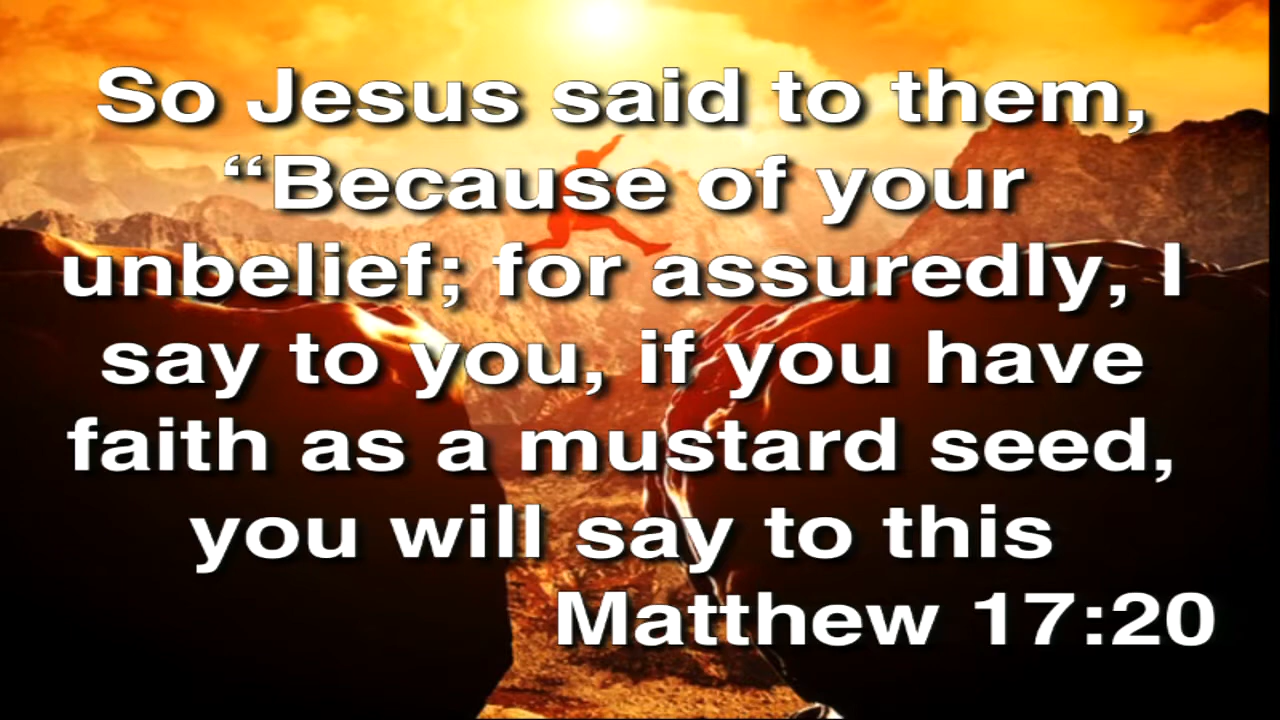 So Jesus said to them,
“Because of your
unbelief; for assuredly, I
say to you, if you have
faith as a mustard seed,
you will say to this
Matthew 17:20